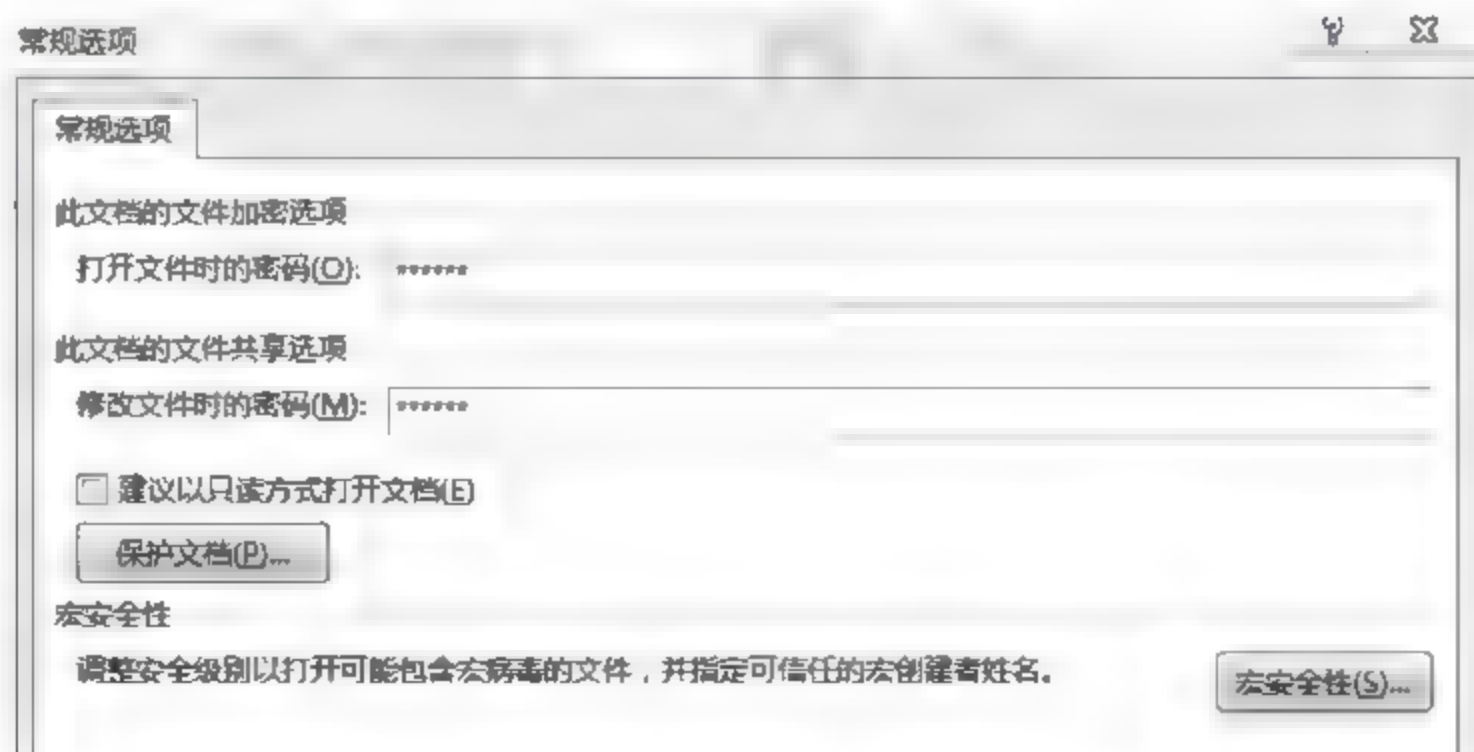 常规选项
常规选项
此文档的文件加密选项
打开文件时的密码(O): ******
此文档的文件共享选项
修改文件时的密码(M): ******
建议以只读方式打开文档(E)
保护文档(P)...
宏安全性
调整安全级别以打开可能包含宏病毒的文件，并指定可信任的宏创建者姓名。
宏安全性(S)...